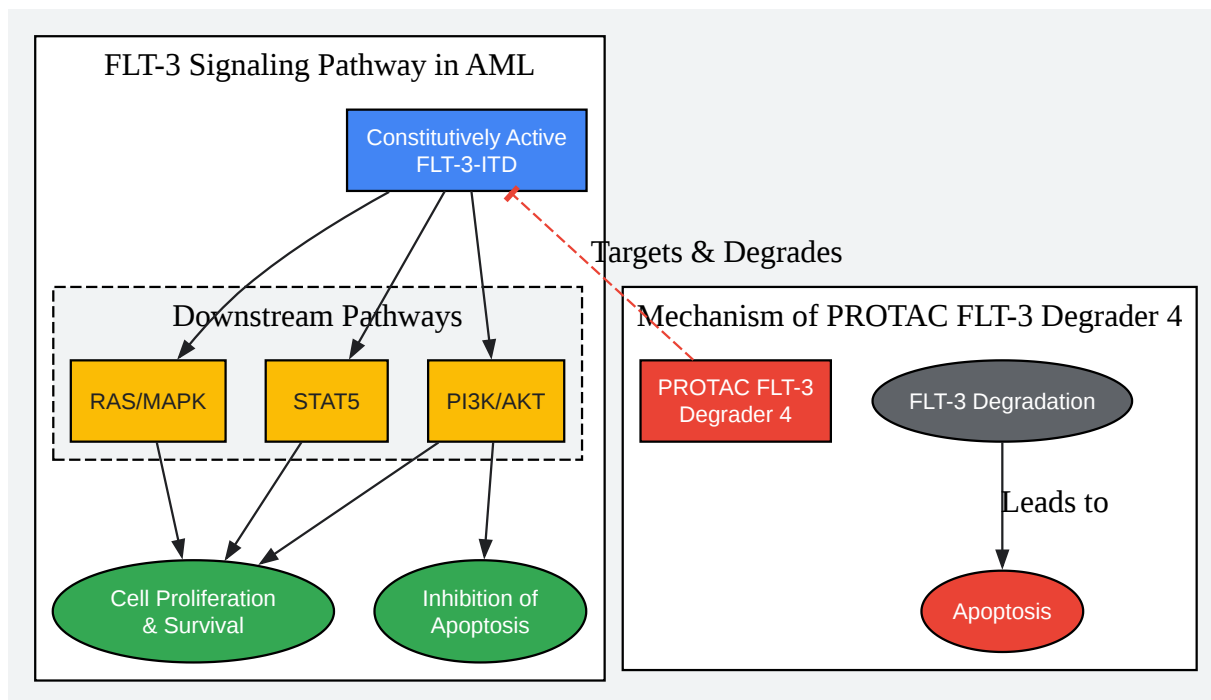 FLT-3 Signaling Pathway in AML
Constitutively Active
FLT-3-ITD
Targets & Degrades
Downstream Pathways
RAS/MAPK
STAT5
PI3K/AKT
Cell Proliferation
& Survival
Inhibition of
Apoptosis
Mechanism of PROTAC FLT-3 Degrader 4
PROTAC FLT-3
Degrader 4
FLT-3 Degradation
Leads to
Apoptosis